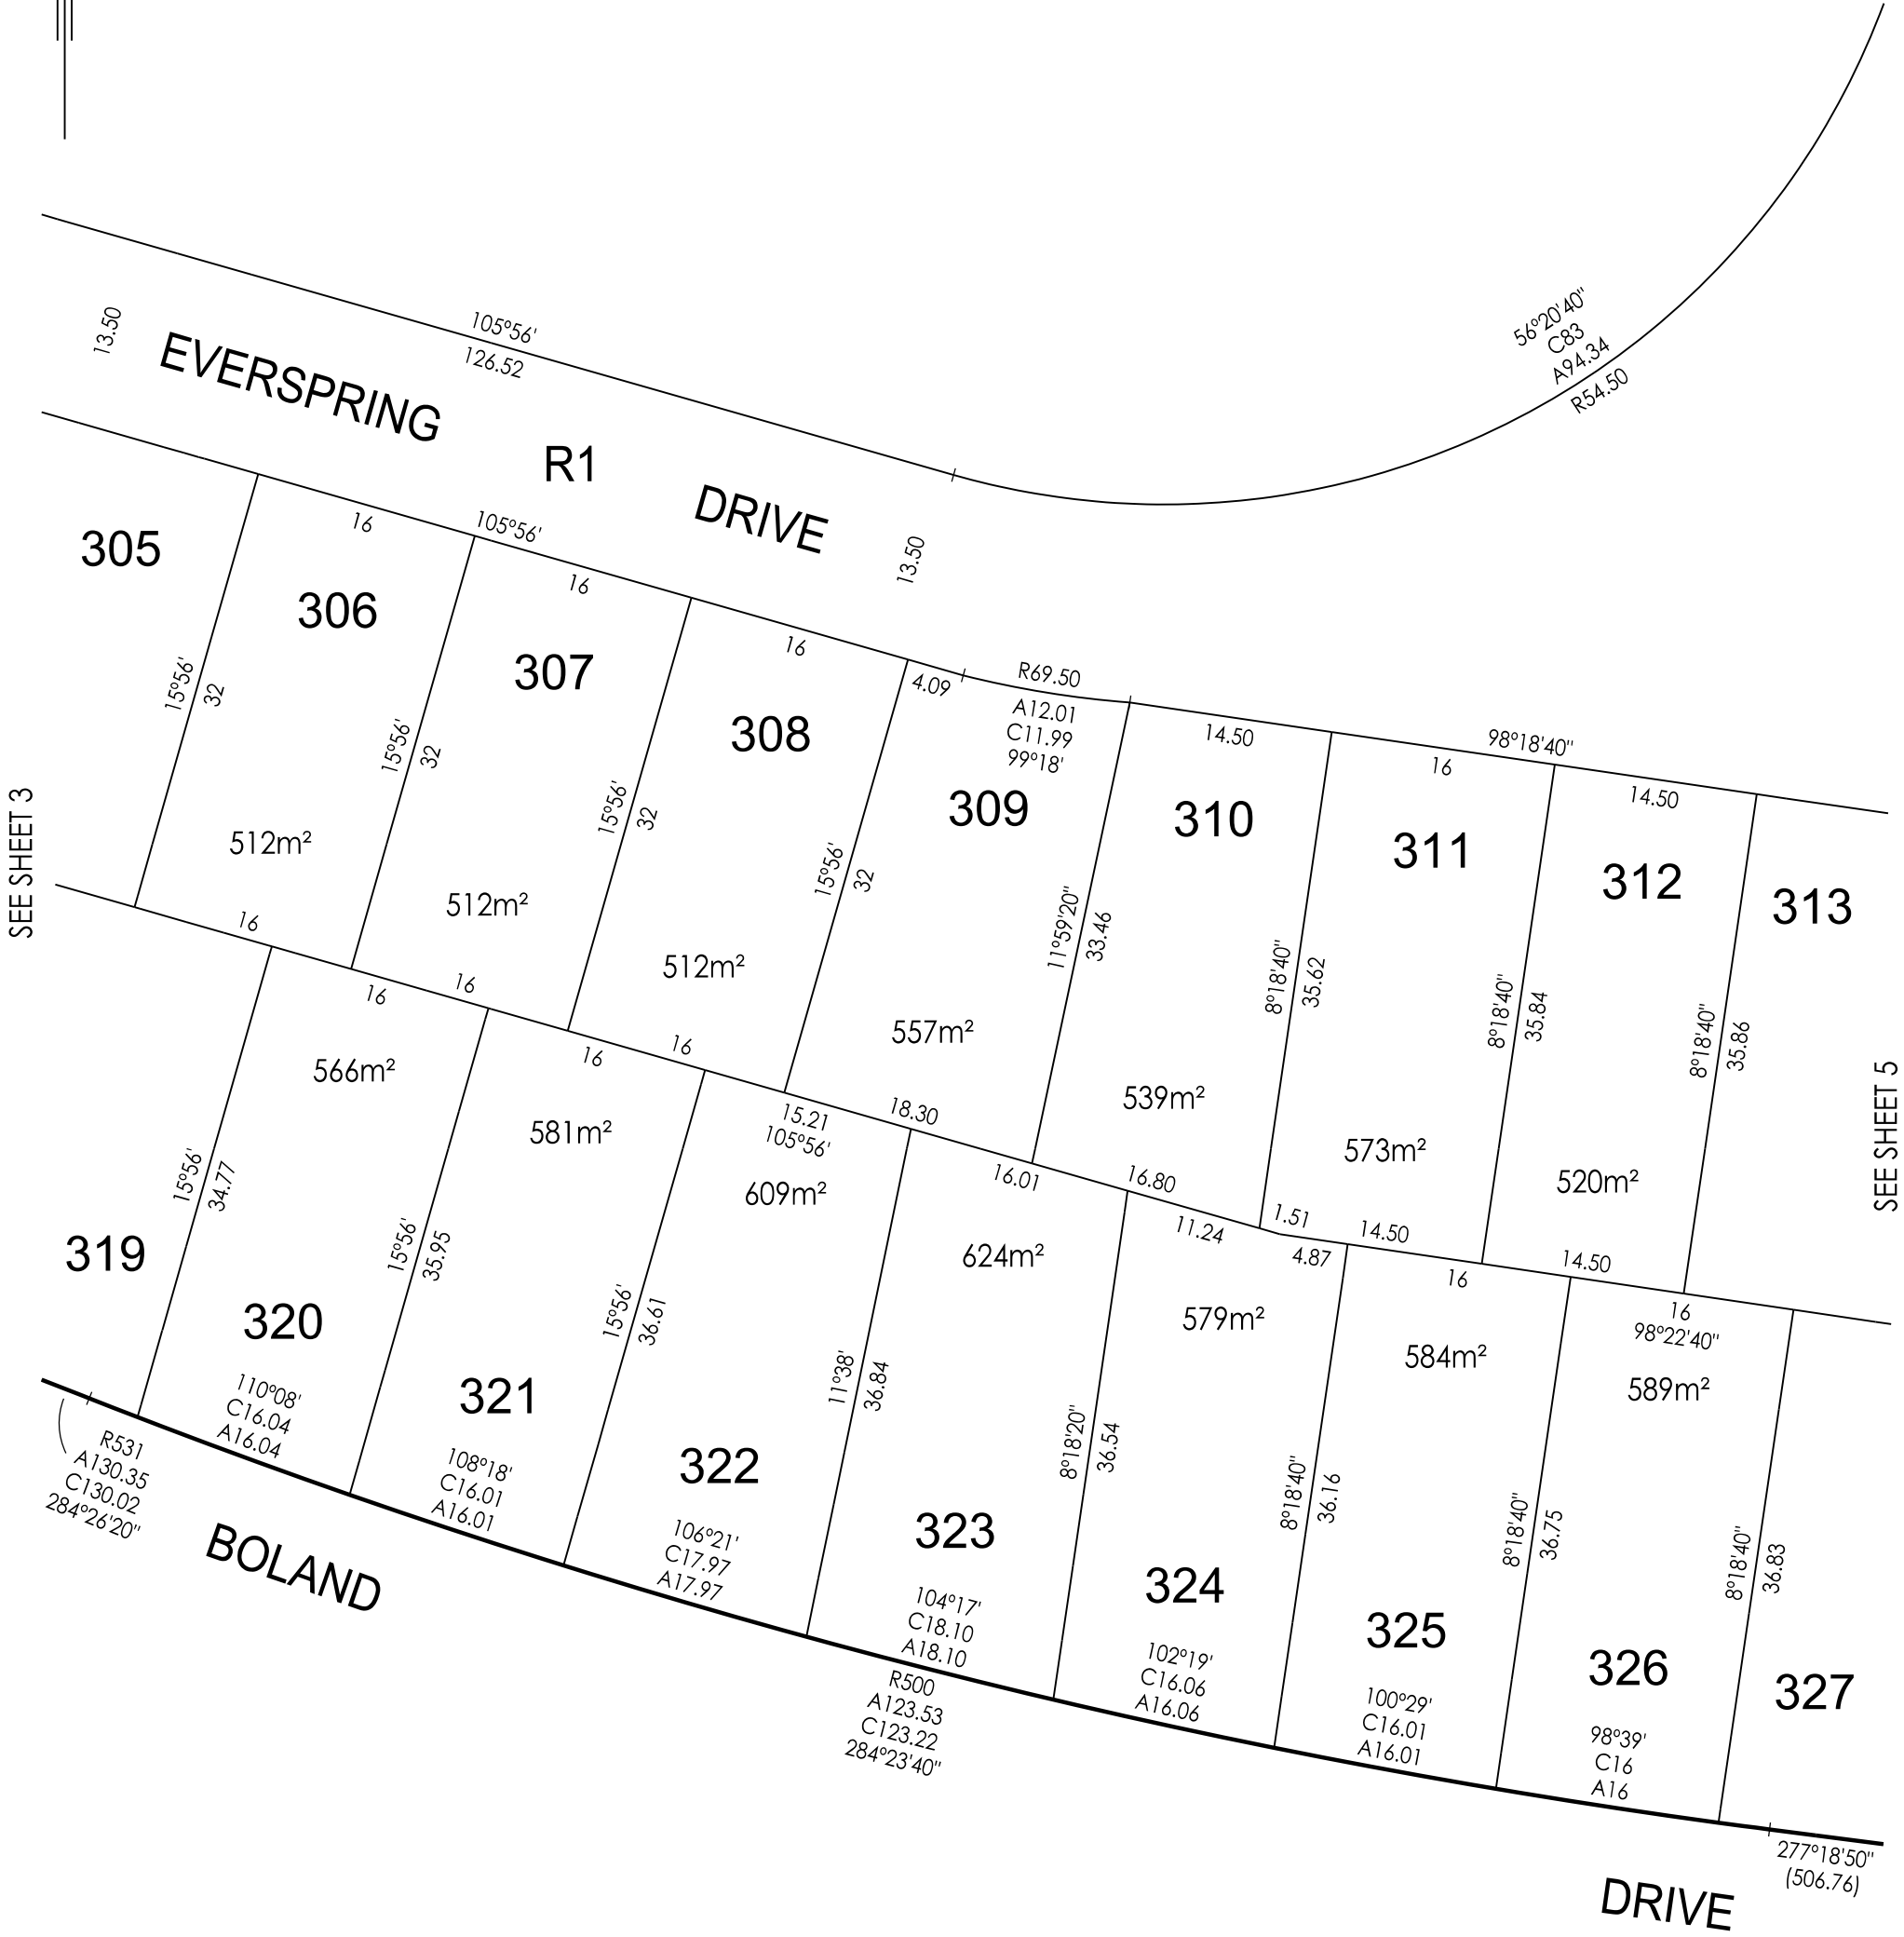 105°56'
126.52
13.50
EVERSPRING
R1
DRIVE
13.50
56°20'40"
C83
A94.34
R54.50
305
16
105°56'
306
16
307
16
308
4.09
R69.50
A12.01
C11.99
99°18'
309
14.50
310
98°18'40"
16
311
14.50
312
313
15°56'
32
15°56'
32
15°56'
32
15°56'
32
11°59'20"
33.46
8°18'40"
35.62
8°18'40"
35.84
8°18'40"
35.86
SEE SHEET 3
SEE SHEET 5
512m²
512m²
512m²
557m²
539m²
573m²
520m²
16
16
16
18.30
16.80
1.51
14.50
14.50
16
16
15.21
105°56'
16.01
11.24
4.87
16
16
98°22'40"
566m²
581m²
609m²
624m²
579m²
584m²
589m²
15°56'
34.77
15°56'
35.95
15°56'
36.61
11°38'
36.84
8°18'20"
36.54
8°18'40"
36.16
8°18'40"
36.75
8°18'40"
36.83
319
320
110°08'
C16.04
A16.04
321
108°18'
C16.01
A16.01
322
106°21'
C17.97
A17.97
323
104°17'
C18.10
A18.10
324
102°19'
C16.06
A16.06
325
100°29'
C16.01
A16.01
326
98°39'
C16
A16
327
R531
A130.35
C130.02
284°26'20"
BOLAND
R500
A123.53
C123.22
284°23'40"
277°18'50"
(506.76)
DRIVE